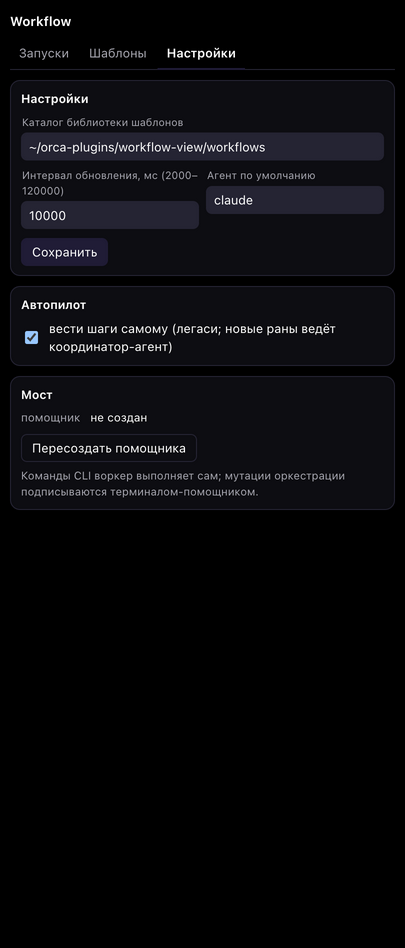 Workflow
Запуски Шаблоны Настройки
Настройки
Каталог библиотеки шаблонов
~/orca-plugins/workflow-view/workflows
Интервал обновления, мс (2000–
120000)
10000
Агент по умолчанию
claude
Сохранить
Автопилот
вести шаги самому (легаси; новые раны ведёт
координатор-агент)
Мост
помощник не создан
Пересоздать помощника
Команды CLI воркер выполняет сам; мутации оркестрации
подписываются терминалом-помощником.